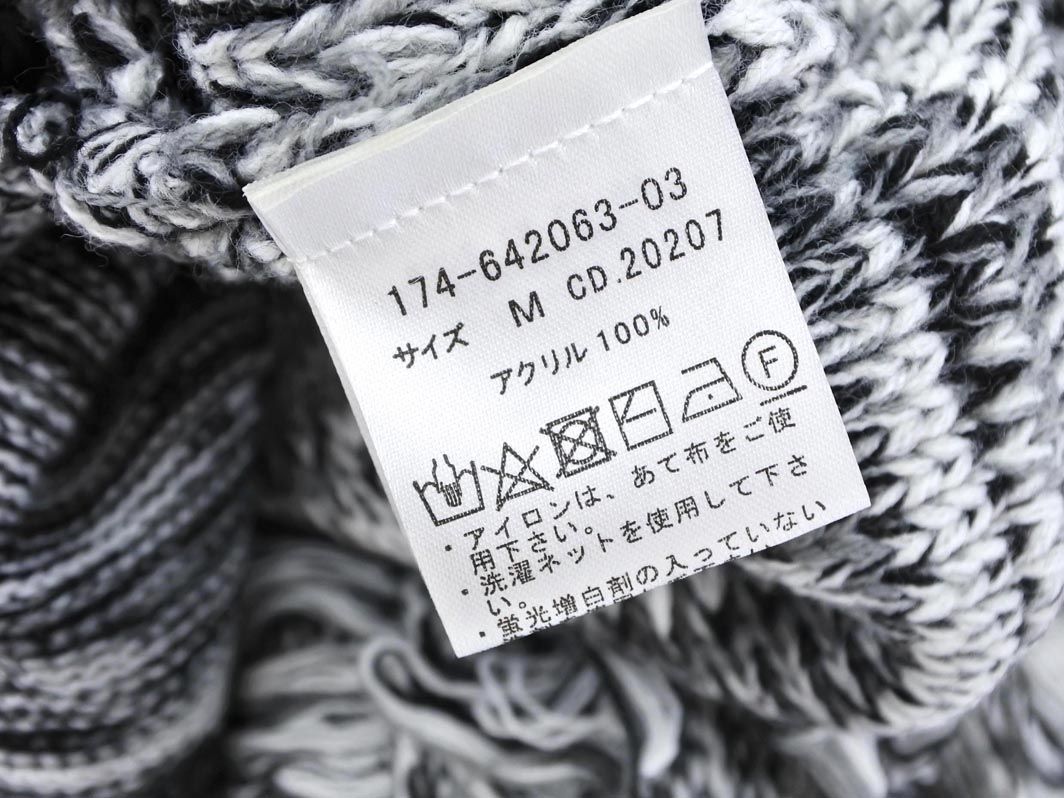 174-642063-03
サイズ M CD.20207
アクリル 100%
F
・アイロンは、あて布をご使
用下さい。
・洗濯ネットを使用して下さ
い。
・蛍光増白剤の入っていない